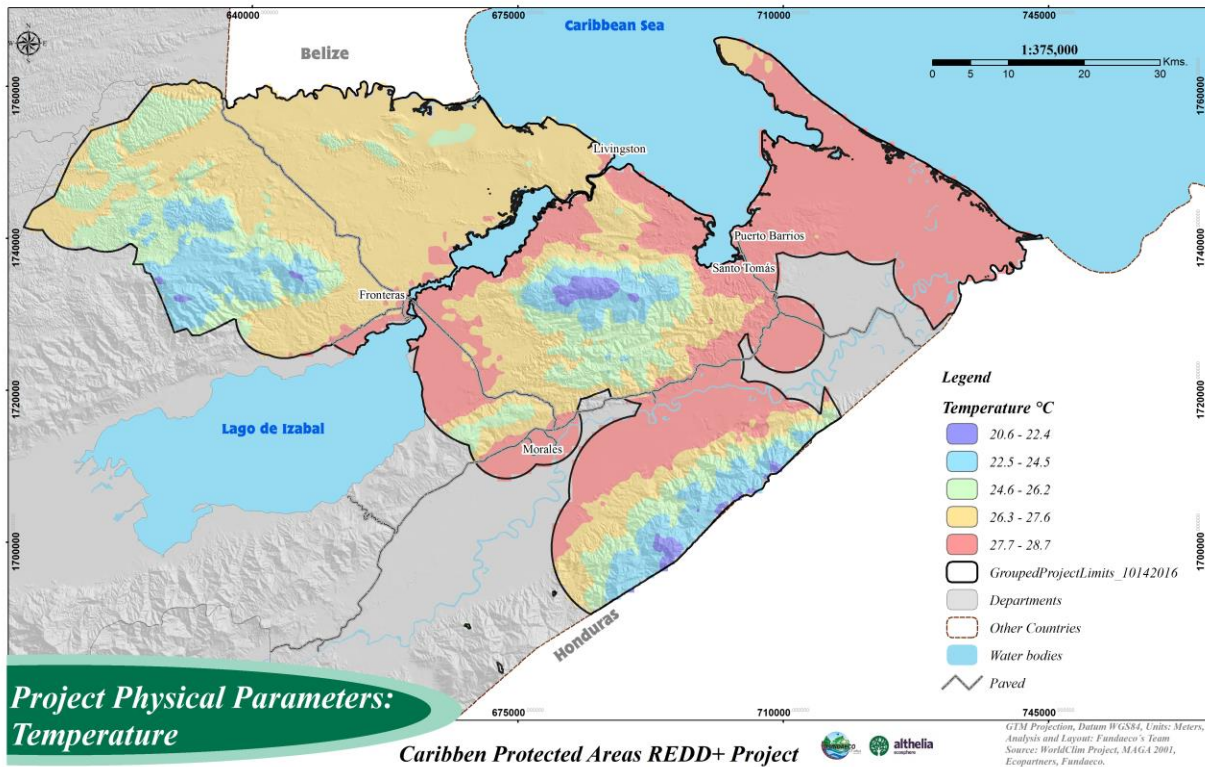 640000
675000
710000
745000
Caribbean Sea
Belize
1:375,000
Kms.
0 5 10 20 30
1760000
1760000
Livingston
1740000
1740000
Puerto Barrios
Santo Tomás
Fronteras
1720000
1720000
Lago de Izabal
Morales
1700000
1700000
Honduras
Legend
Temperature °C
20.6 - 22.4
22.5 - 24.5
24.6 - 26.2
26.3 - 27.6
27.7 - 28.7
GroupedProjectLimits_10142016
Departments
Other Countries
Water bodies
Paved
Project Physical Parameters:
Temperature
675000
710000
745000
Caribben Protected Areas REDD+ Project
FUNDAECO
althelia
ecosphere
GTM Projection, Datum WGS84, Units: Meters,
Analysis and Layout: Fundaeco´s Team
Source: WorldClim Project, MAGA 2001,
Ecopartners, Fundaeco.